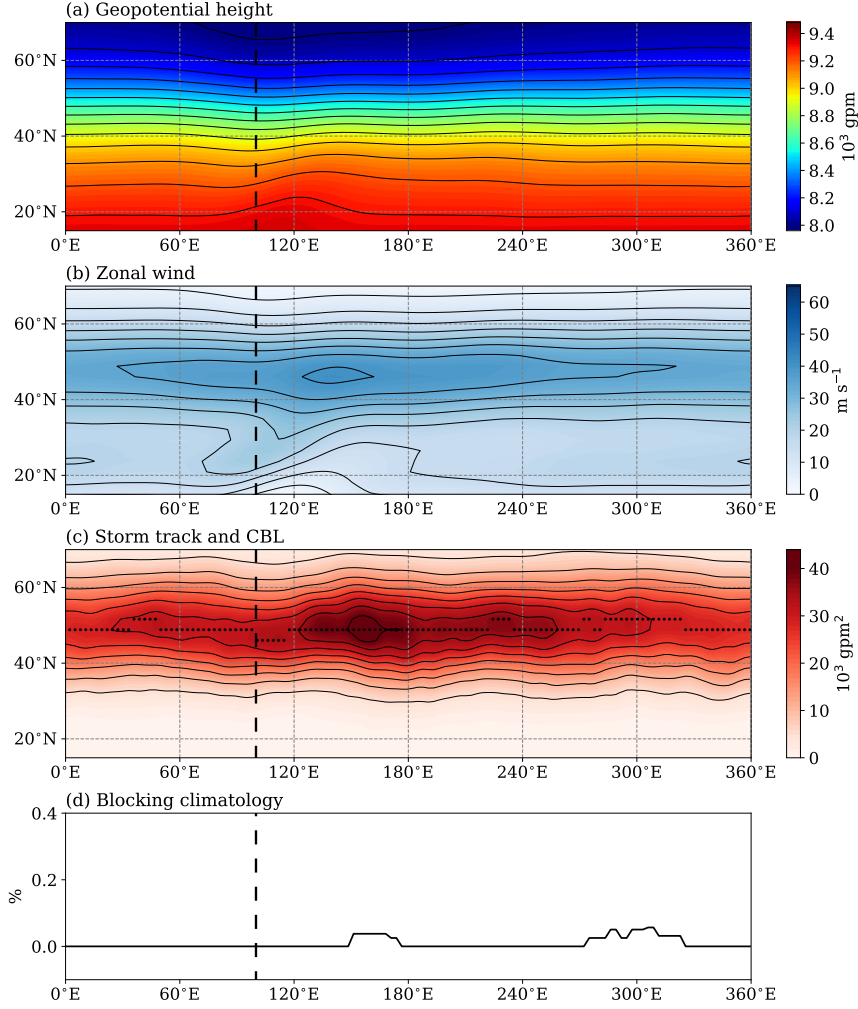 (a) Geopotential height
60°N
40°N
20°N
0°E 60°E 120°E 180°E 240°E 300°E 360°E
9.4
9.2
9.0
8.8
8.6
8.4
8.2
8.0
10³ gpm
(b) Zonal wind
60°N
40°N
20°N
0°E 60°E 120°E 180°E 240°E 300°E 360°E
60
50
40
30
20
10
0
m s⁻¹
(c) Storm track and CBL
60°N
40°N
20°N
0°E 60°E 120°E 180°E 240°E 300°E 360°E
40
30
20
10
0
10³ gpm²
(d) Blocking climatology
0.4
0.2
0.0
%
0°E 60°E 120°E 180°E 240°E 300°E 360°E